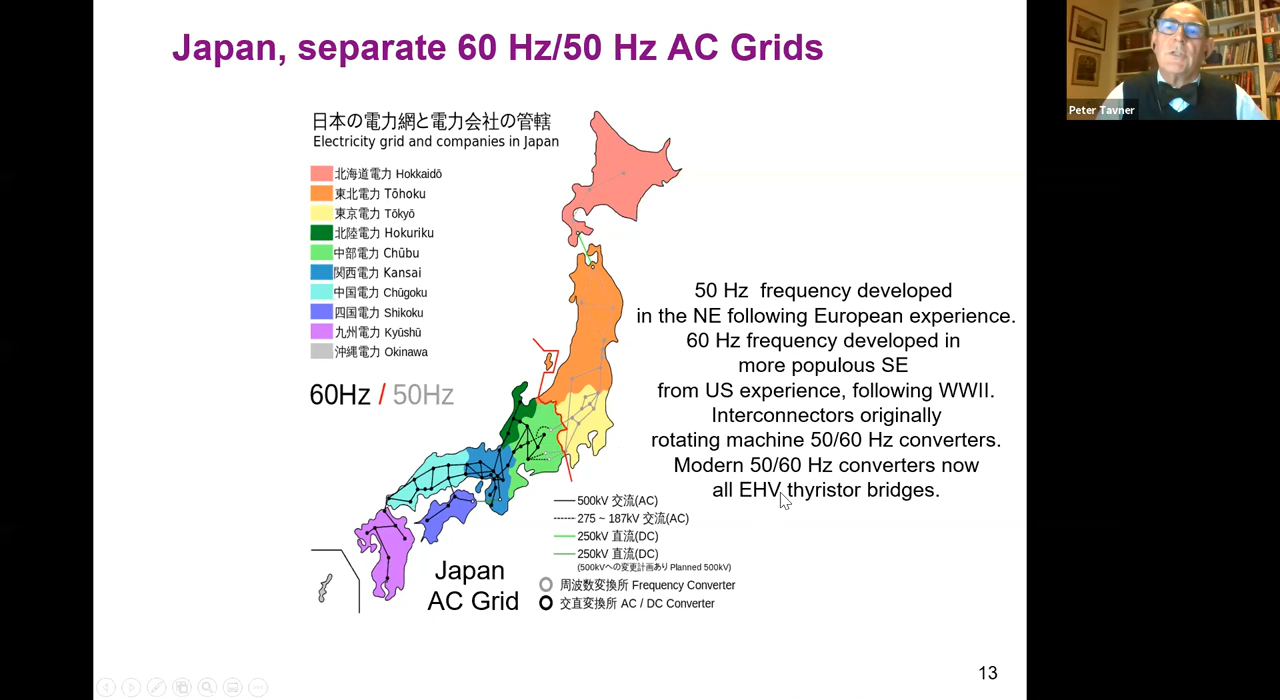 Japan, separate 60 Hz/50 Hz AC Grids
Peter Tavner
日本の電力網と電力会社の管轄
Electricity grid and companies in Japan
北海道電力 Hokkaidō
東北電力 Tōhoku
東京電力 Tōkyō
北陸電力 Hokuriku
中部電力 Chūbu
関西電力 Kansai
中国電力 Chūgoku
四国電力 Shikoku
九州電力 Kyūshū
沖縄電力 Okinawa
60Hz / 50Hz
50 Hz frequency developed
in the NE following European experience.
60 Hz frequency developed in
more populous SE
from US experience, following WWII.
Interconnectors originally
rotating machine 50/60 Hz converters.
Modern 50/60 Hz converters now
all EHV thyristor bridges.
500kV 交流(AC)
275 ~ 187kV 交流(AC)
250kV 直流(DC)
250kV 直流(DC)
(500kVへの変更計画あり Planned 500kV)
周波数変換所 Frequency Converter
交直変換所 AC / DC Converter
Japan
AC Grid
13